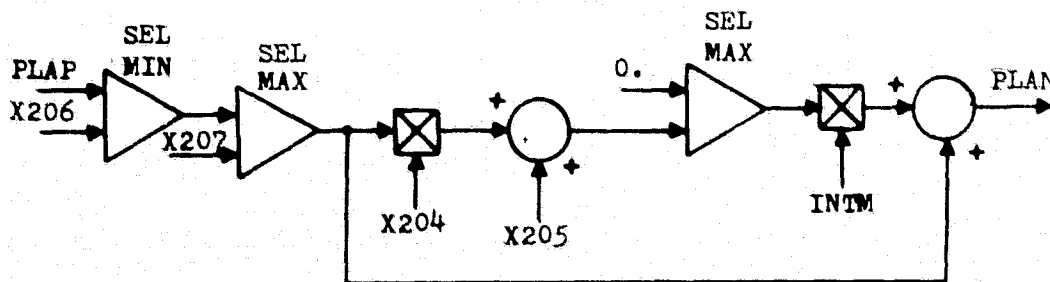 SEL
MIN
SEL
MAX
SEL
MAX
PLAP
X206
X207
0.
+
+
+
+
PLAN
X204
X205
INTM